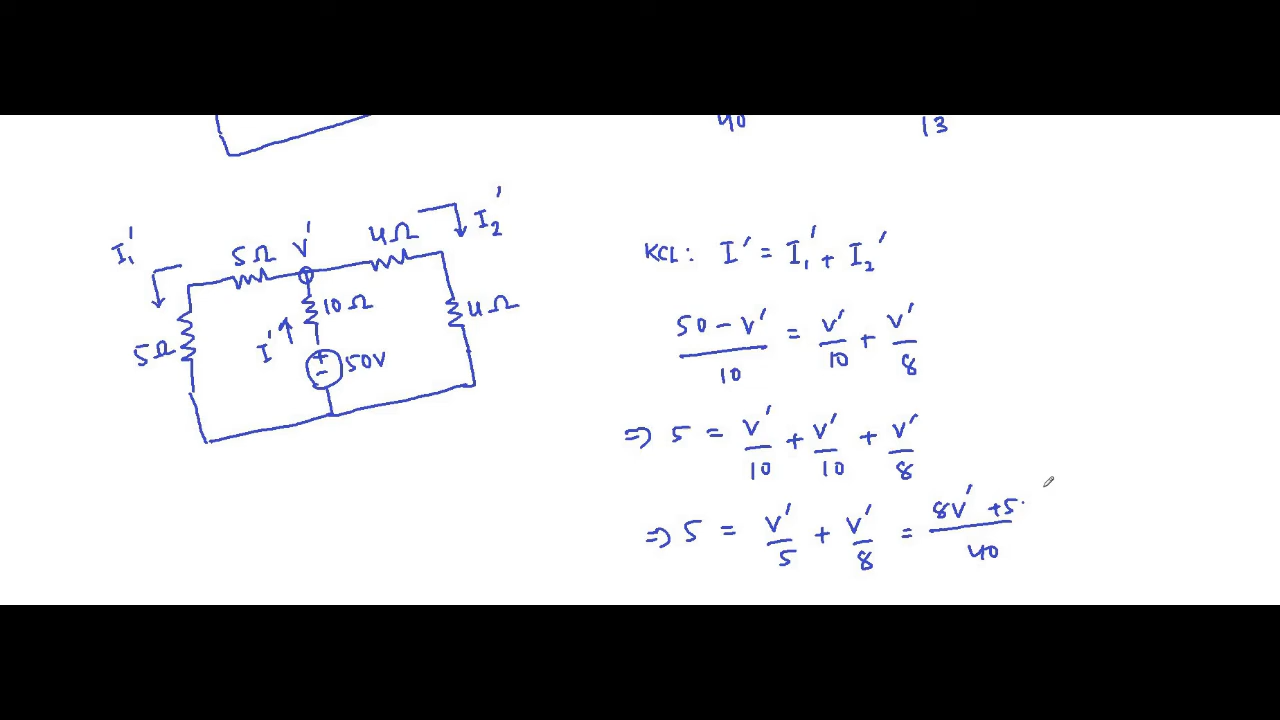 40 13
I₁'
5Ω V' 4Ω I₂'
5Ω I' 10Ω 4Ω
+
- 50V
KCL: I' = I₁' + I₂'
50 - V' / 10 = V'/10 + V'/8
=> 5 = V'/10 + V'/10 + V'/8
=> 5 = V'/5 + V'/8 = 8V' + 5 / 40